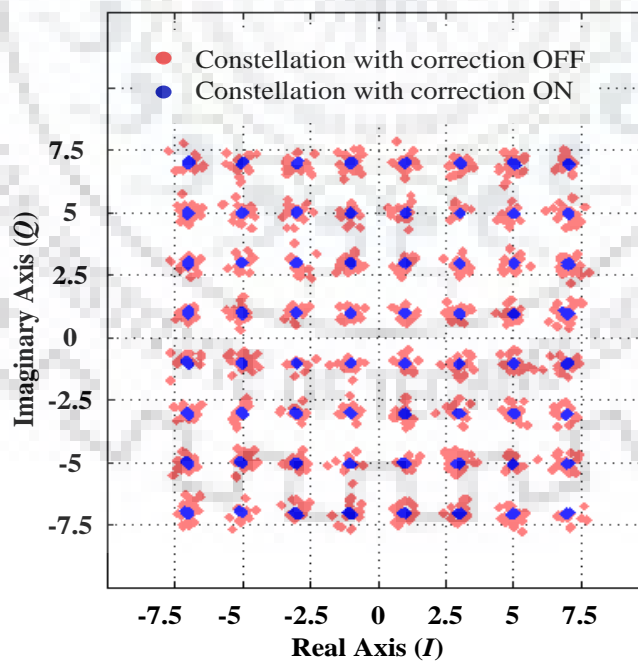 Constellation with correction OFF
Constellation with correction ON
7.5
5
2.5
0
-2.5
-5
-7.5
Imaginary Axis (Q)
-7.5 -5 -2.5 0 2.5 5 7.5
Real Axis (I)